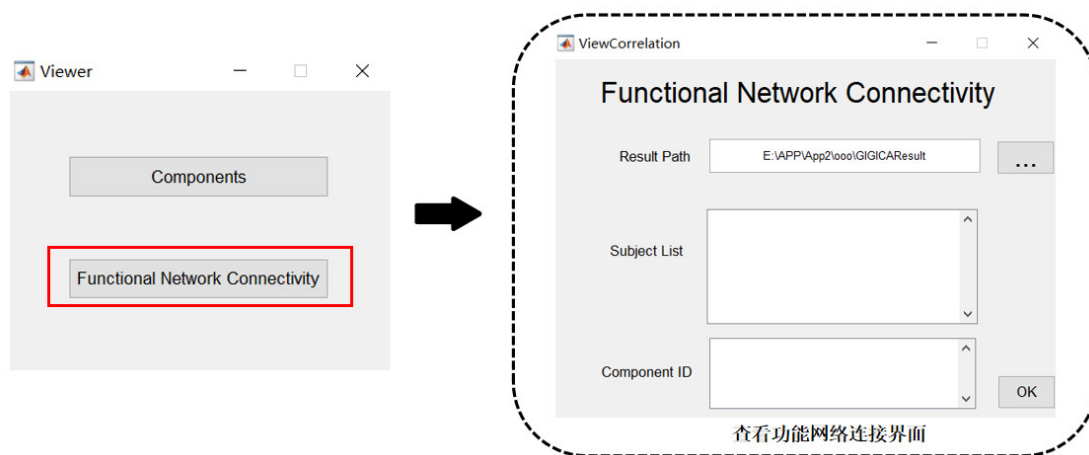 Viewer
Components
Functional Network Connectivity
ViewCorrelation
Functional Network Connectivity
Result Path
E:\APP\App2\ooo\GIGICAResult
...
Subject List
Component ID
OK
查看功能网络连接界面